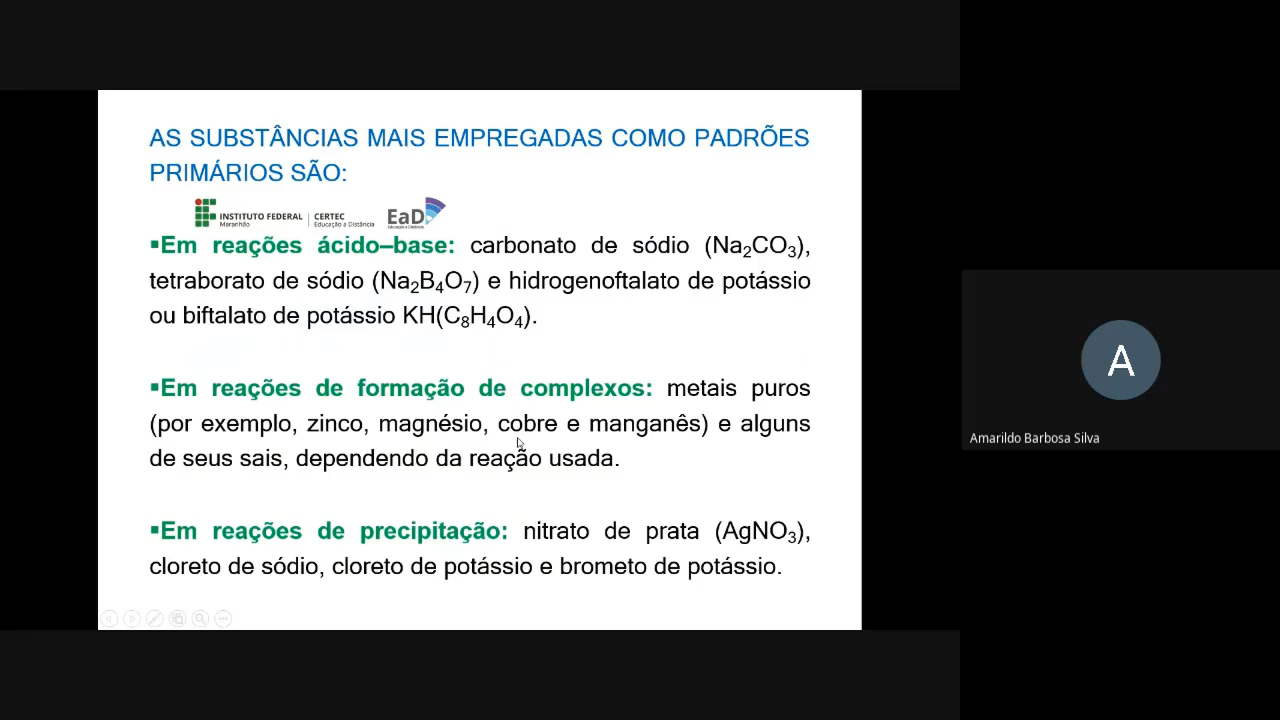 AS SUBSTÂNCIAS MAIS EMPREGADAS COMO PADRÕES
PRIMÁRIOS SÃO:
INSTITUTO FEDERAL
Maranhão
CERTEC
Educação a Distância
EaD
Educação a Distância
▪Em reações ácido–base: carbonato de sódio (Na₂CO₃),
tetraborato de sódio (Na₂B₄O₇) e hidrogenoftalato de potássio
ou biftalato de potássio KH(C₈H₄O₄).
▪Em reações de formação de complexos: metais puros
(por exemplo, zinco, magnésio, cobre e manganês) e alguns
de seus sais, dependendo da reação usada.
▪Em reações de precipitação: nitrato de prata (AgNO₃),
cloreto de sódio, cloreto de potássio e brometo de potássio.
A
Amarildo Barbosa Silva